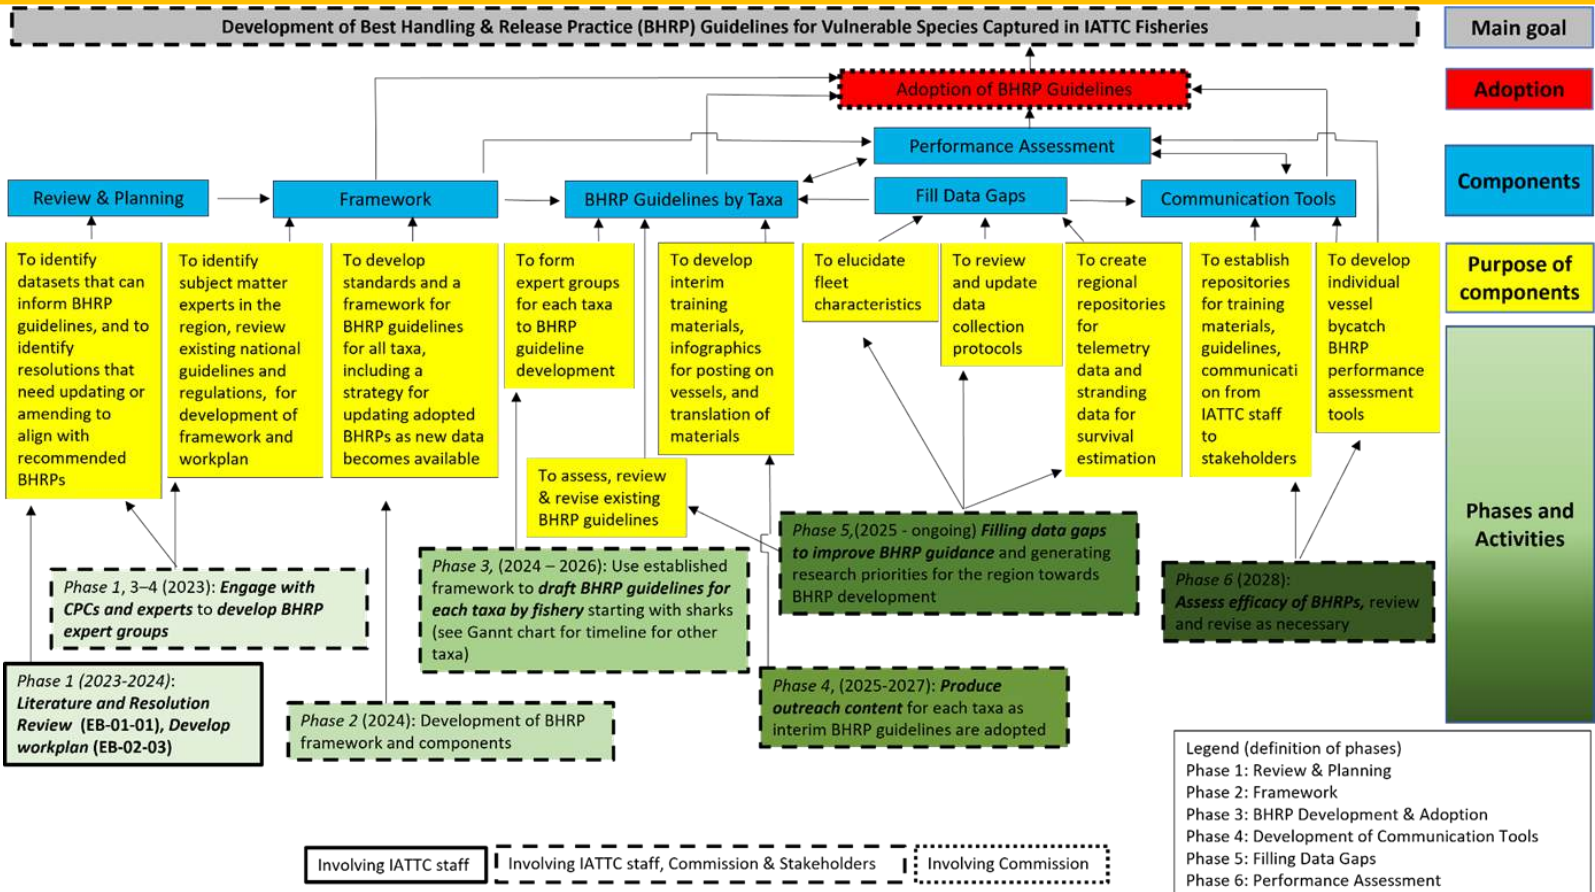 Development of Best Handling & Release Practice (BHRP) Guidelines for Vulnerable Species Captured in IATTC Fisheries
Main goal
Adoption of BHRP Guidelines
Adoption
Performance Assessment
Components
Review & Planning
Framework
BHRP Guidelines by Taxa
Fill Data Gaps
Communication Tools
To identify
datasets that can
inform BHRP
guidelines, and to
identify
resolutions that
need updating or
amending to
align with
recommended
BHRPs
To identify
subject matter
experts in the
region, review
existing national
guidelines and
regulations, for
development of
framework and
workplan
To develop
standards and a
framework for
BHRP guidelines
for all taxa,
including a
strategy for
updating adopted
BHRPs as new data
becomes available
To form
expert groups
for each taxa
to BHRP
guideline
development
To assess, review
& revise existing
BHRP guidelines
To develop
interim
training
materials,
infographics
for posting on
vessels, and
translation of
materials
To elucidate
fleet
characteristics
To review
and update
data
collection
protocols
To create
regional
repositories
for
telemetry
data and
stranding
data for
survival
estimation
To establish
repositories
for training
materials,
guidelines,
communicati
on from
IATTC staff
to
stakeholders
To develop
individual
vessel
bycatch
BHRP
performance
assessment
tools
Purpose of
components
Phases and
Activities
Phase 1, 3–4 (2023): Engage with
CPCs and experts to develop BHRP
expert groups
Phase 1 (2023-2024):
Literature and Resolution
Review (EB-01-01), Develop
workplan (EB-02-03)
Phase 2 (2024): Development of BHRP
framework and components
Phase 3, (2024 – 2026): Use established
framework to draft BHRP guidelines for
each taxa by fishery starting with sharks
(see Gannt chart for timeline for other
taxa)
Phase 5,(2025 - ongoing) Filling data gaps
to improve BHRP guidance and generating
research priorities for the region towards
BHRP development
Phase 4, (2025-2027): Produce
outreach content for each taxa as
interim BHRP guidelines are adopted
Phase 6 (2028):
Assess efficacy of BHRPs, review
and revise as necessary
Legend (definition of phases)
Phase 1: Review & Planning
Phase 2: Framework
Phase 3: BHRP Development & Adoption
Phase 4: Development of Communication Tools
Phase 5: Filling Data Gaps
Phase 6: Performance Assessment
Involving IATTC staff
Involving IATTC staff, Commission & Stakeholders
Involving Commission